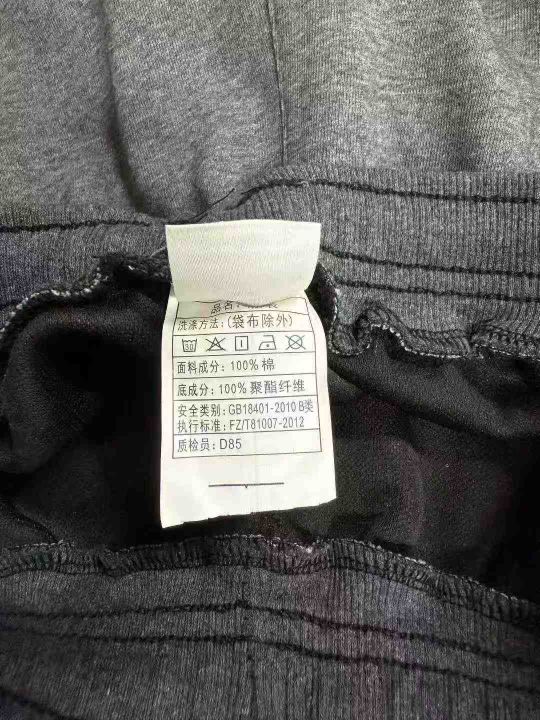 品名:
洗涤方法:(袋布除外)
面料成分: 100% 棉
底成分: 100% 聚酯纤维
安全类别: GB18401-2010 B类
执行标准: FZ/T81007-2012
质检员: D85